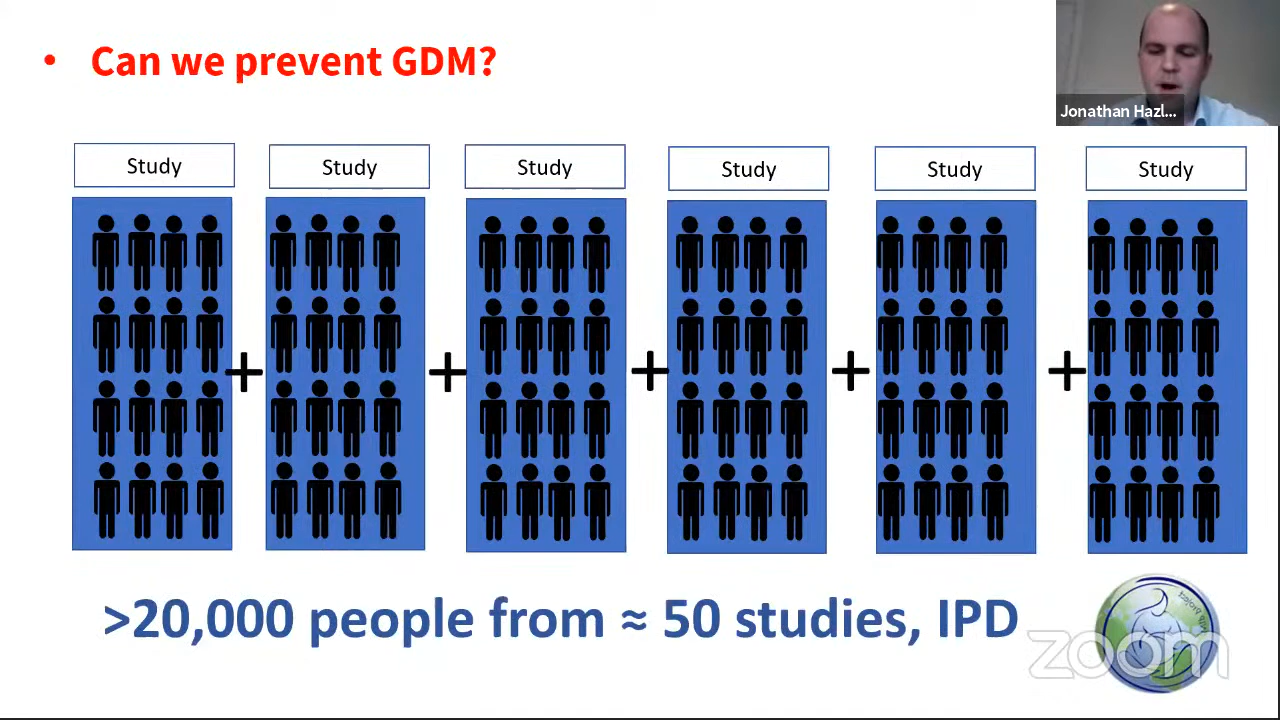 • Can we prevent GDM?
Jonathan Hazl...
Study Study Study Study Study Study
+ + + + +
>20,000 people from ≈ 50 studies, IPD
zoom